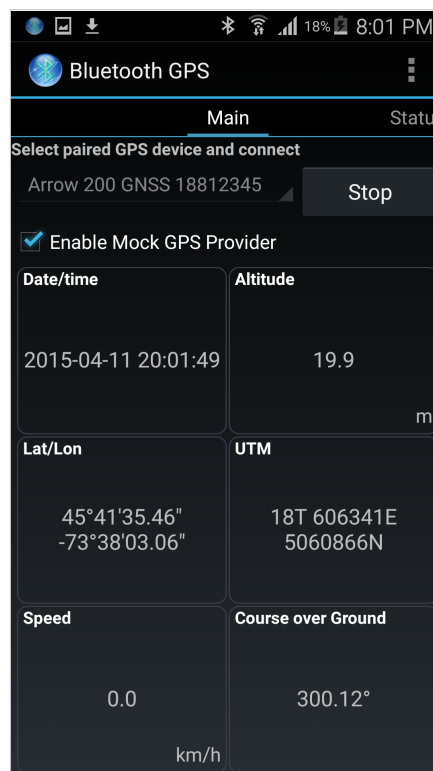 18% 8:01 PM
Bluetooth GPS
Main Statu
Select paired GPS device and connect
Arrow 200 GNSS 18812345 Stop
Enable Mock GPS Provider
Date/time Altitude
2015-04-11 20:01:49 19.9
m
Lat/Lon UTM
45°41'35.46" 18T 606341E
-73°38'03.06" 5060866N
Speed Course over Ground
0.0 300.12°
km/h